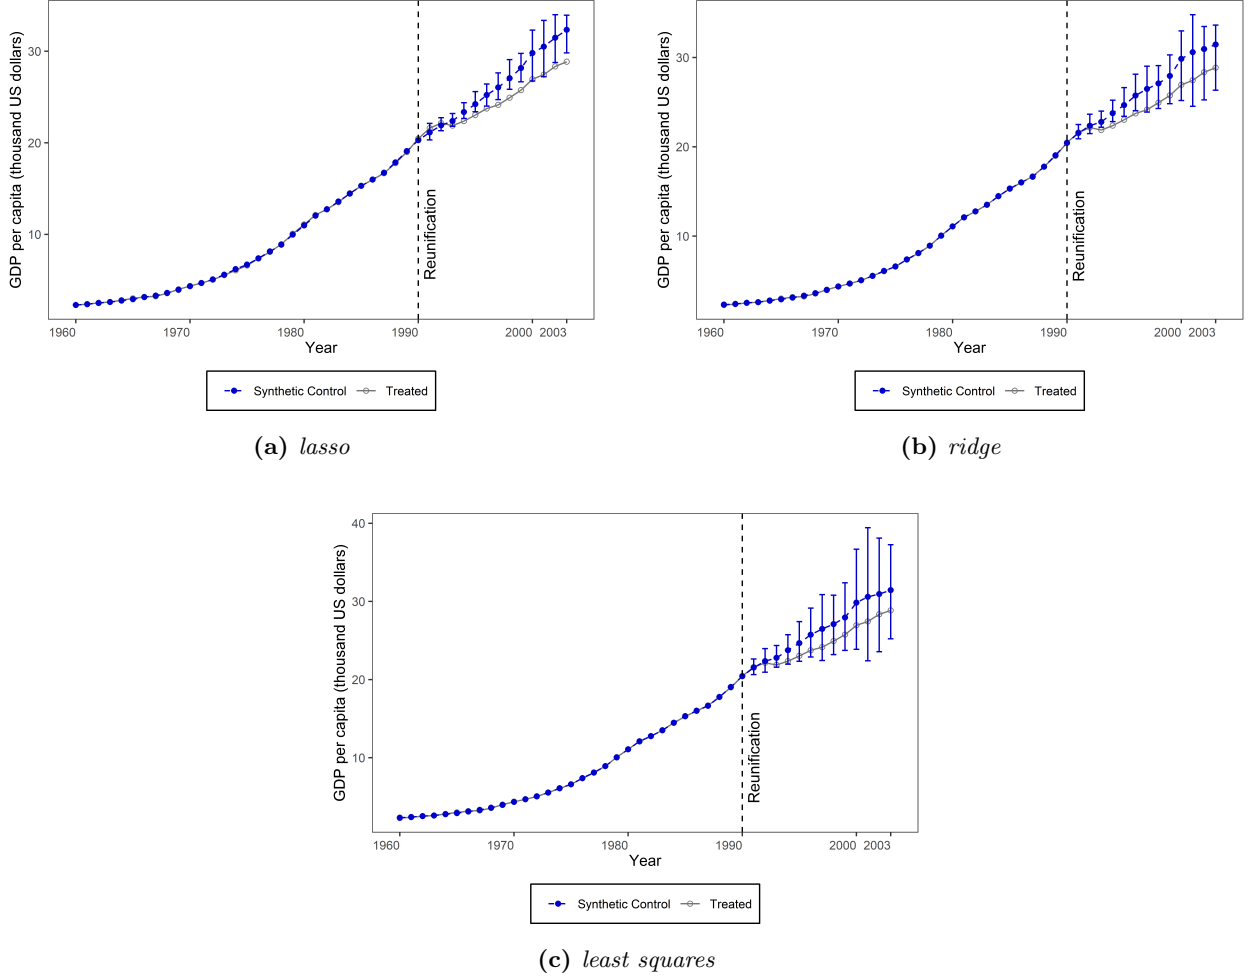 GDP per capita (thousand US dollars)
30
20
10
Reunification
1960 1970 1980 1990 2000 2003
Year
Synthetic Control Treated
(a) lasso
GDP per capita (thousand US dollars)
30
20
10
Reunification
1960 1970 1980 1990 2000 2003
Year
Synthetic Control Treated
(b) ridge
GDP per capita (thousand US dollars)
40
30
20
10
Reunification
1960 1970 1980 1990 2000 2003
Year
Synthetic Control Treated
(c) least squares